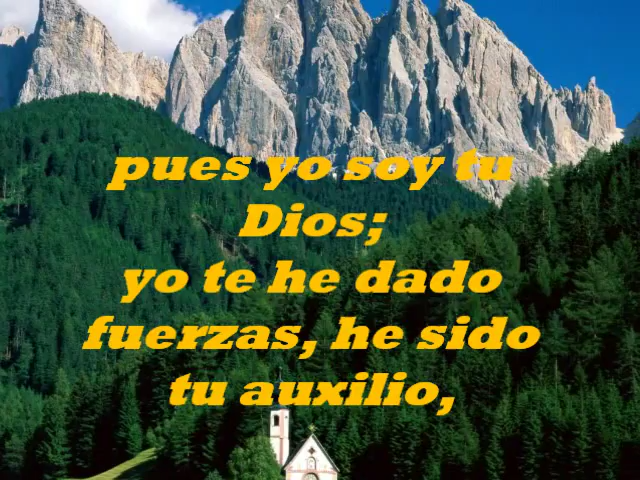 pues yo soy tu
Dios;
yo te he dado
fuerzas, he sido
tu auxilio,